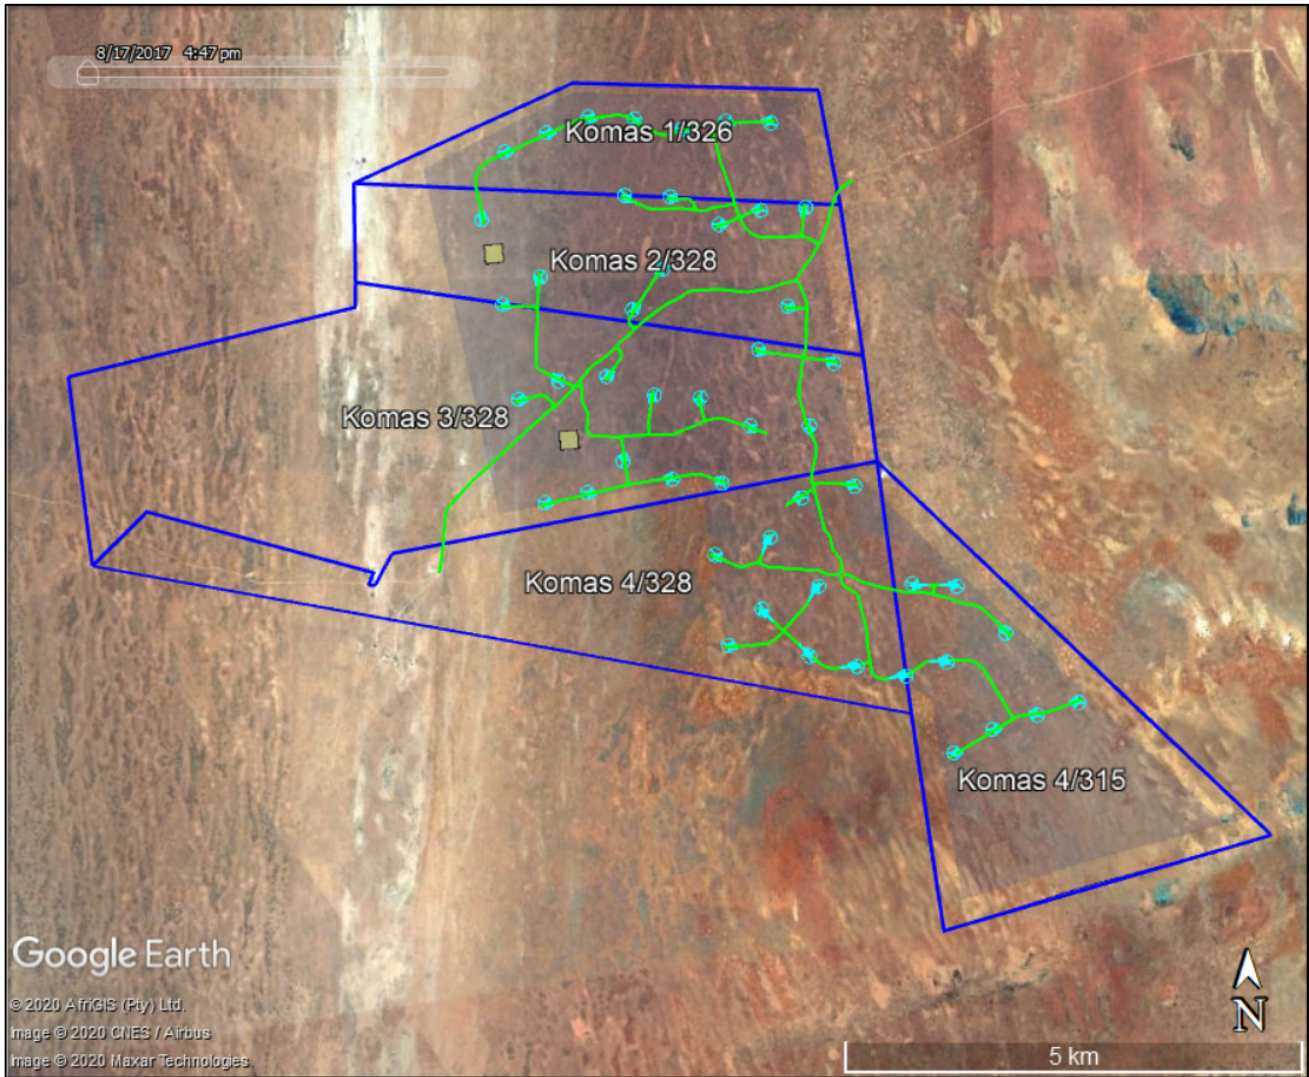 8/17/2017 4:47 pm
Komas 1/326
Komas 2/328
Komas 3/328
Komas 4/328
Komas 4/315
Google Earth
© 2020 AfriGIS (Pty) Ltd.
Image © 2020 CNES / Airbus
Image © 2020 Maxar Technologies
N
5 km